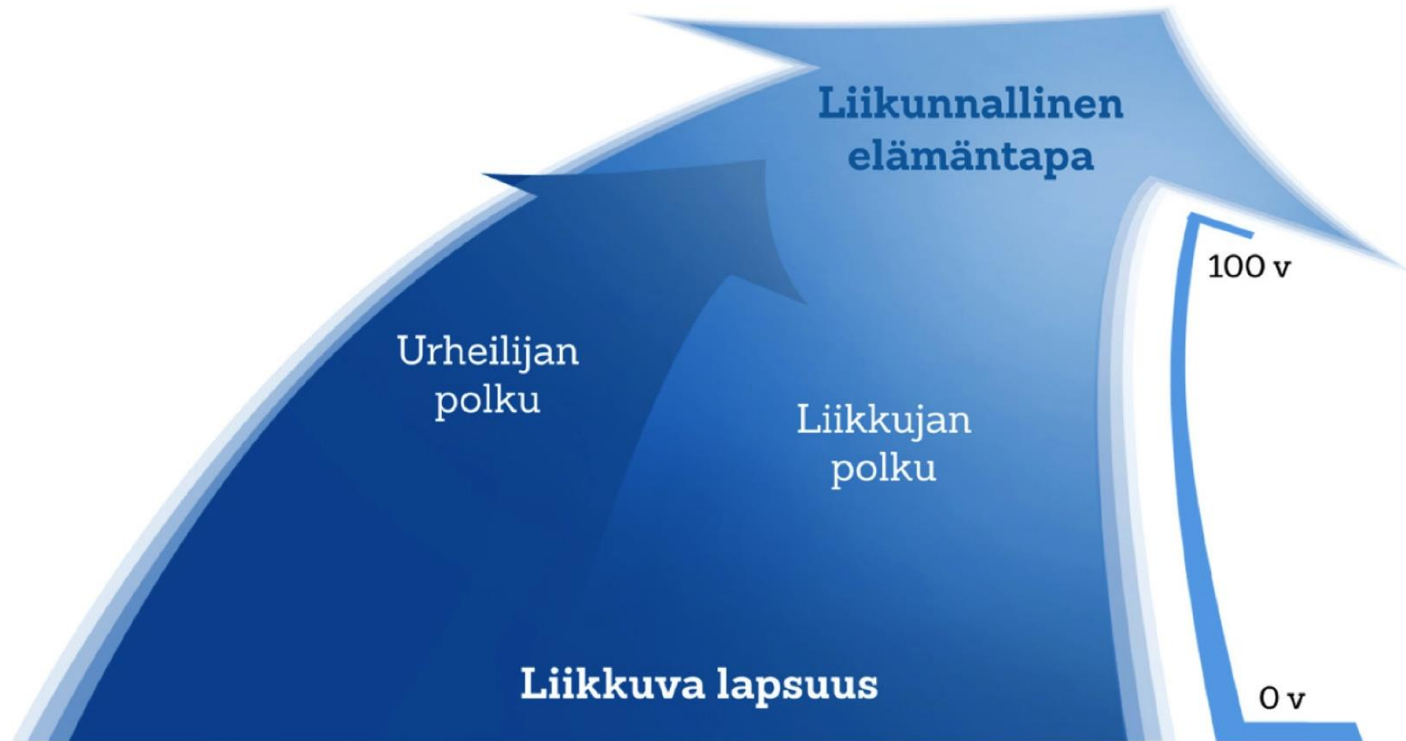 Liikunnallinen
elämäntapa
100 v
Urheilijan
polku
Liikkujan
polku
Liikkuva lapsuus
0 v